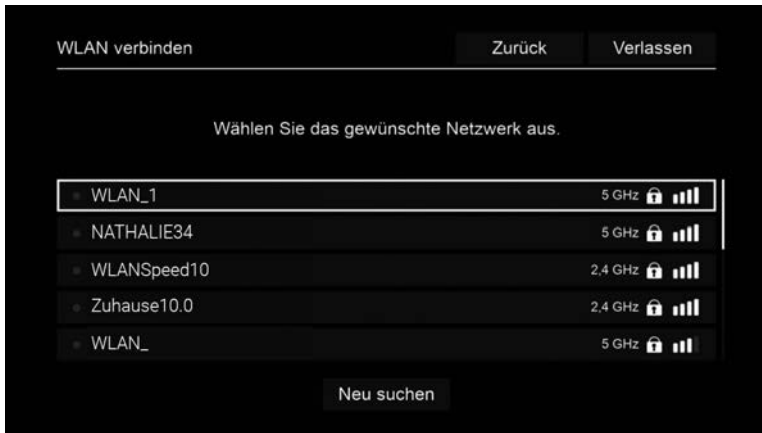 WLAN verbinden Zurück Verlassen
Wählen Sie das gewünschte Netzwerk aus.
WLAN_1 5 GHz
NATHALIE34 5 GHz
WLANSpeed10 2,4 GHz
Zuhause10.0 2,4 GHz
WLAN_ 5 GHz
Neu suchen